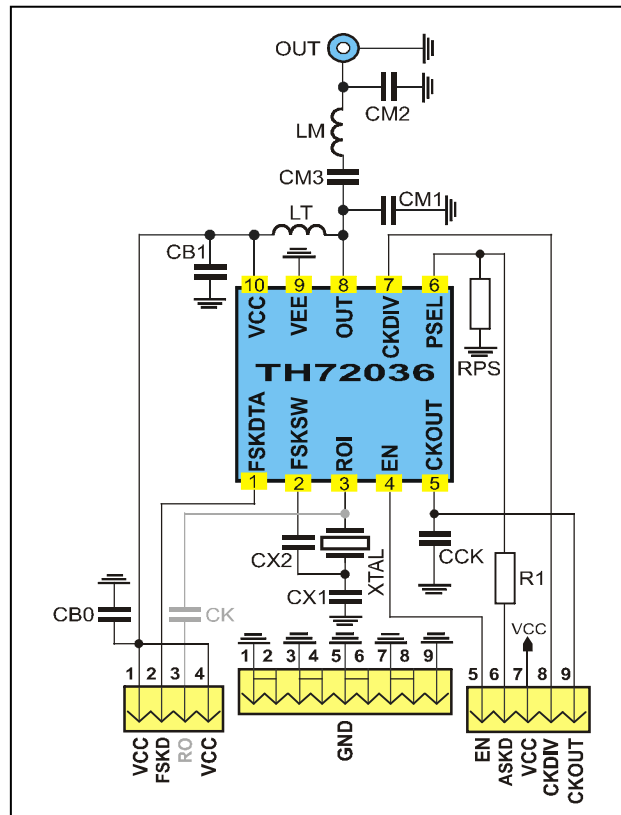 OUT
CM2
LM
CM3
CM1
LT
CB1
10 9 8 7 6
VCC VEE OUT CKDIV PSEL
RPS
TH72036
FSKDTA FSKSW ROI EN CKOUT
1 2 3 4 5
CX2
XTAL
CCK
R1
CX1
CB0
CK
VCC
1 2 3 4
1 2 3 4 5 6 7 8 9
5 6 7 8 9
VCC FSKD RO VCC
GND
EN ASKD VCC CKDIV CKOUT